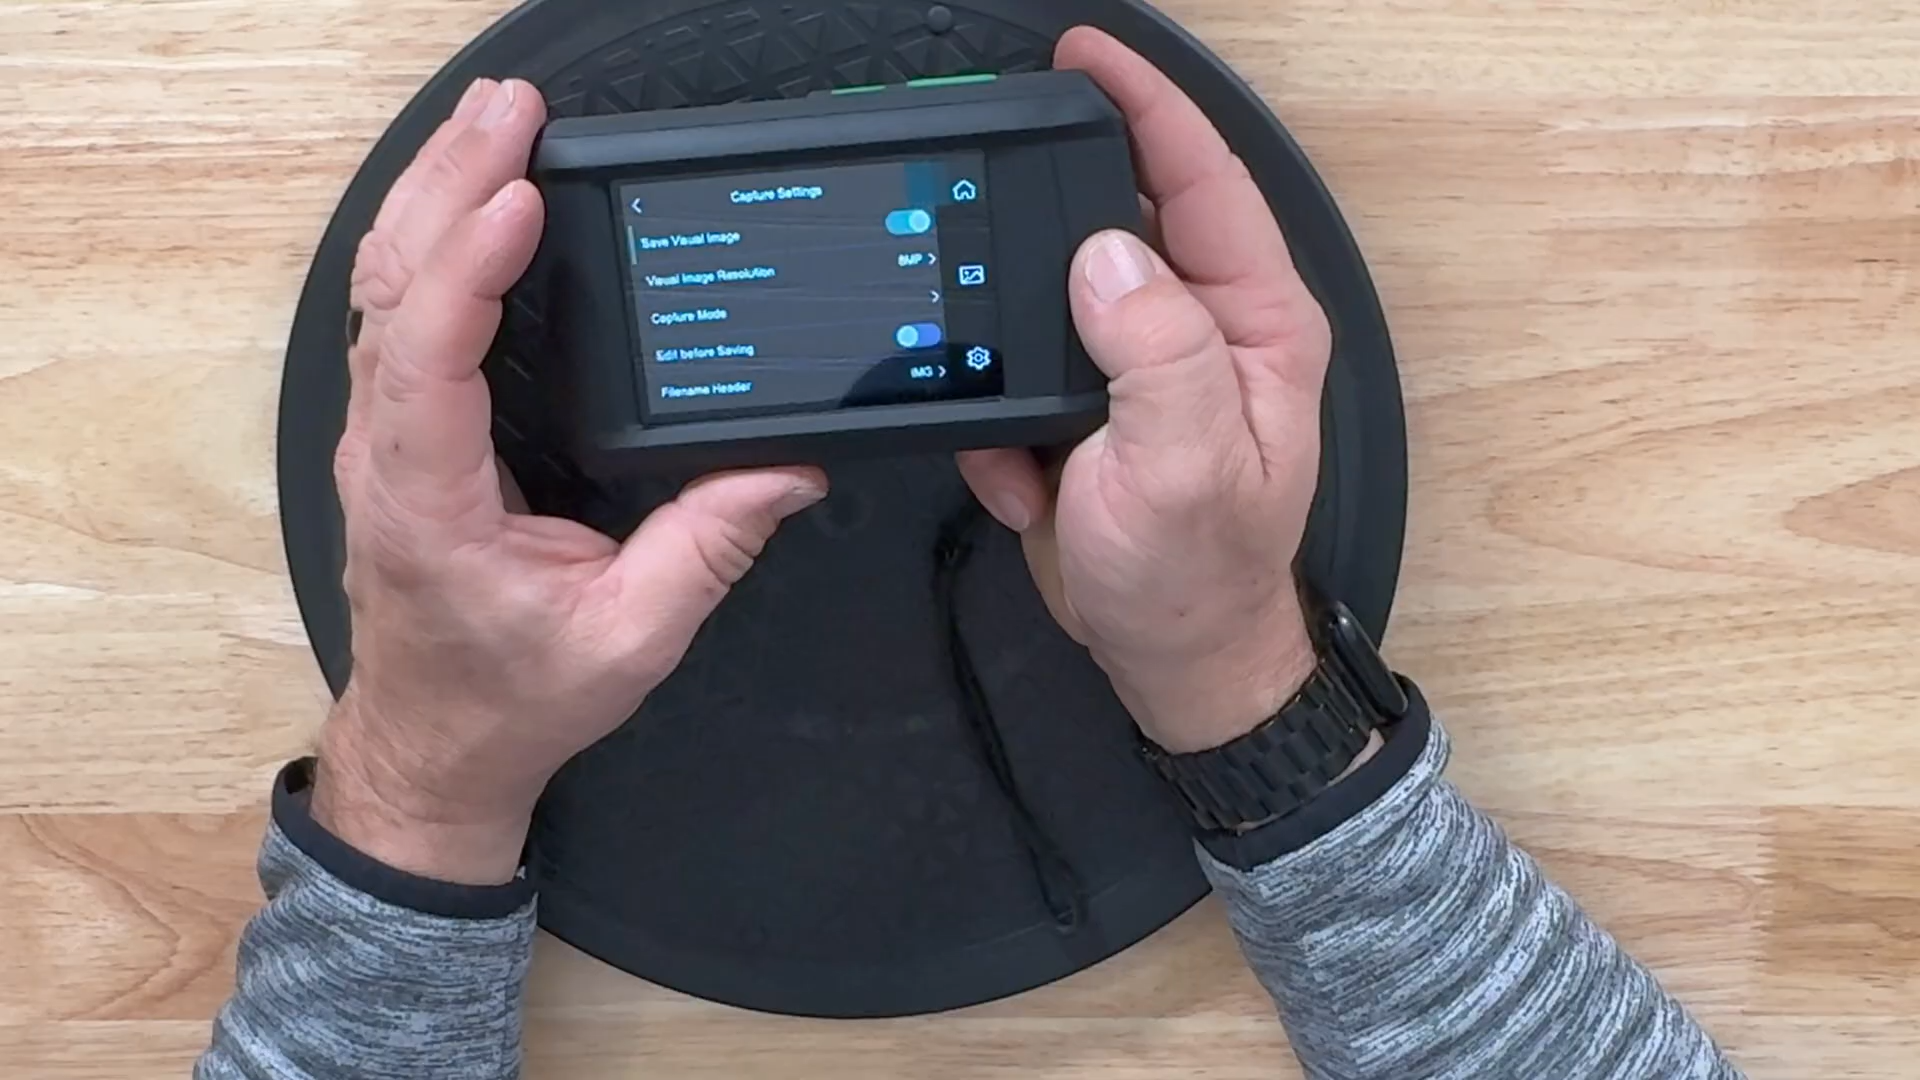 Capture Settings
Save Visual Image
Visual Image Resolution 8MP
Capture Mode
Edit before Saving
Filename Header IMG